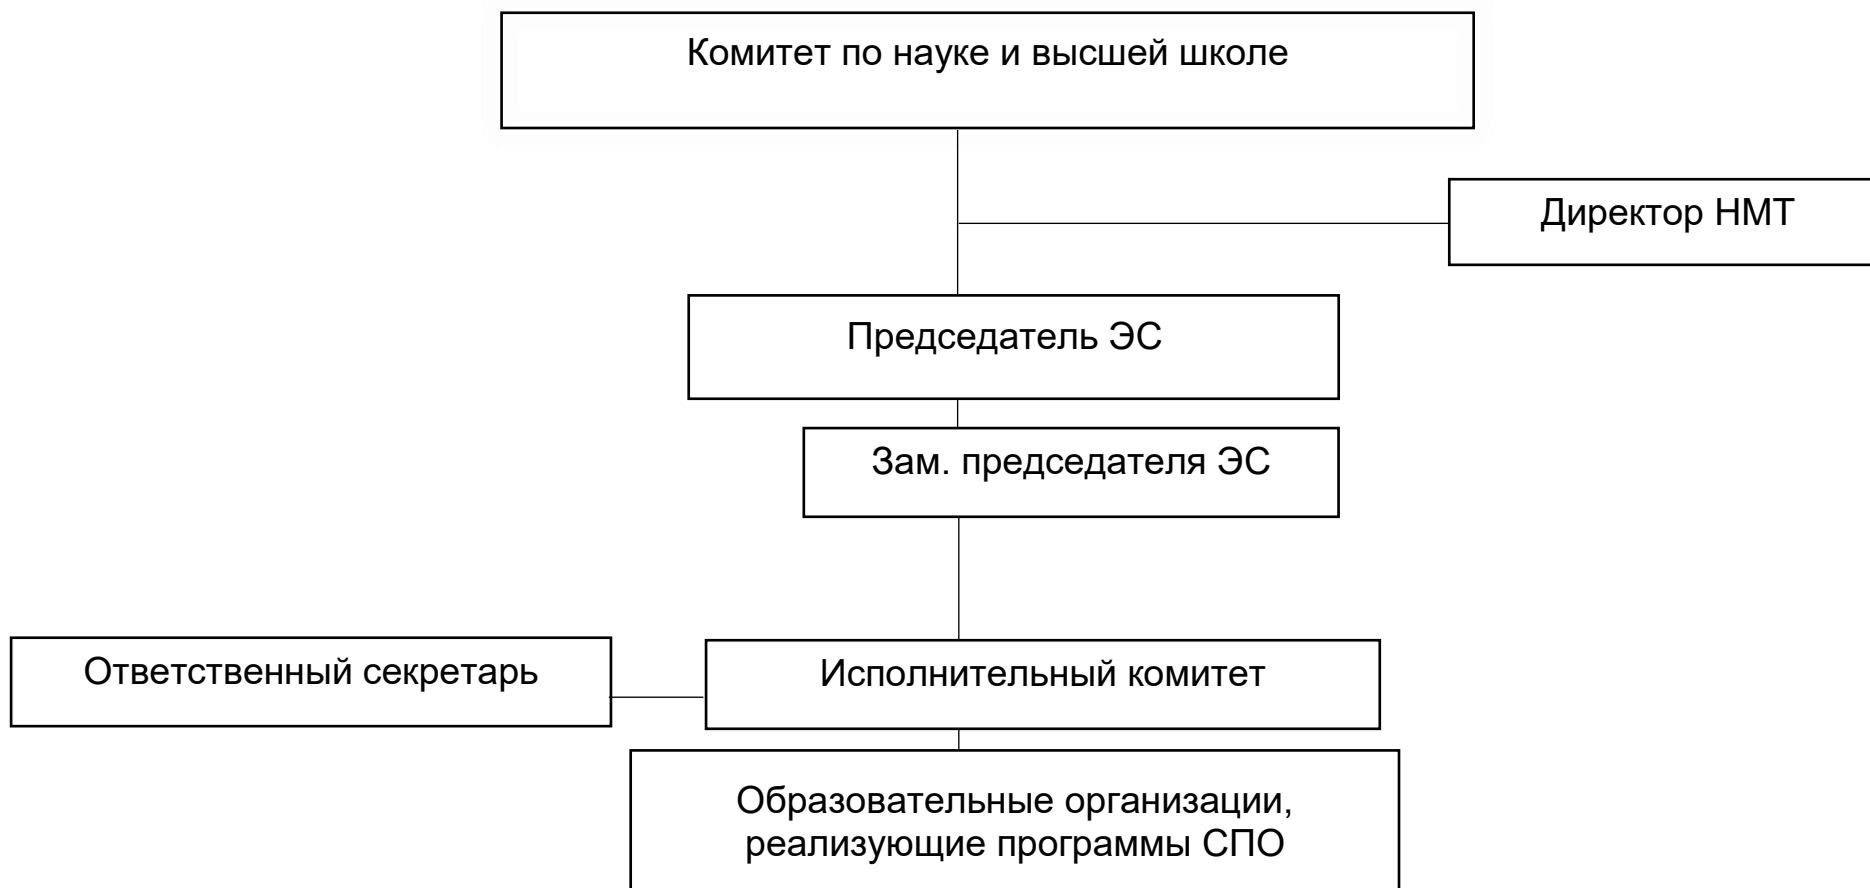 Комитет по науке и высшей школе
Директор НМТ
Председатель ЭС
Зам. председателя ЭС
Ответственный секретарь
Исполнительный комитет
Образовательные организации,
реализующие программы СПО